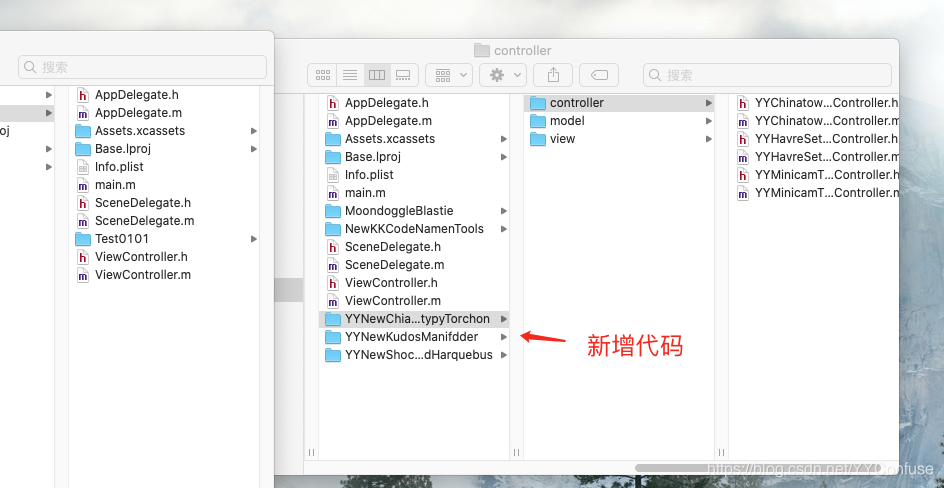 搜索
oj
AppDelegate.h
AppDelegate.m
Assets.xcassets
Base.lproj
Info.plist
main.m
SceneDelegate.h
SceneDelegate.m
Test0101
ViewController.h
ViewController.m
controller
搜索
AppDelegate.h
AppDelegate.m
Assets.xcassets
Base.lproj
Info.plist
main.m
MoondoggleBlastie
NewKKCodeNamenTools
SceneDelegate.h
SceneDelegate.m
ViewController.h
ViewController.m
YYNewChia...typyTorchon
YYNewKudosManifdder
YYNewShoc...dHarquebus
controller
model
view
YYChinatow...Controller.h
YYChinatow...Controller.m
YYHavreSet...Controller.h
YYHavreSet...Controller.m
YYMinicamT...Controller.h
YYMinicamT...Controller.m
新增代码
https://blog.csdn.net/YYConfuse